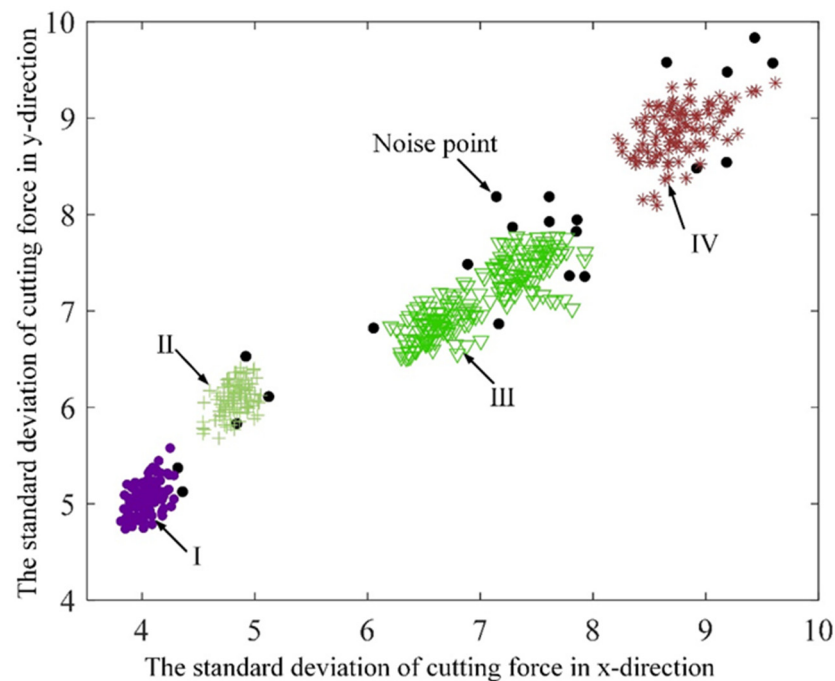 The standard deviation of cutting force in y-direction
10
9
8
7
6
5
4
Noise point
IV
III
II
I
4 5 6 7 8 9 10
The standard deviation of cutting force in x-direction